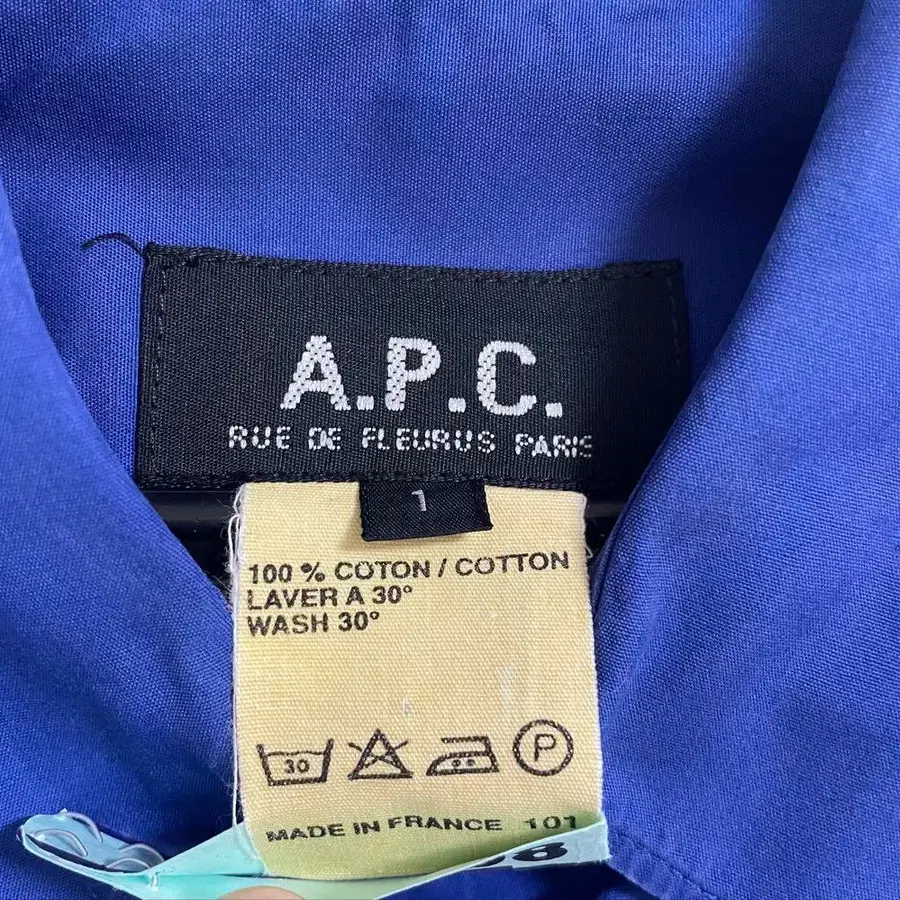 A.P.C.
RUE DE FLEURUS PARIS
1
100 % COTON / COTTON
LAVER A 30°
WASH 30°
30
P
MADE IN FRANCE 101